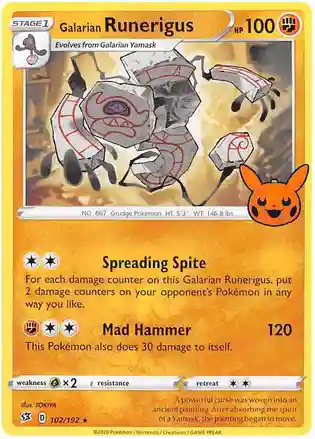 STAGE 1
Galarian Runerigus
HP 100
Evolves from Galarian Yamask
NO. 867 Grudge Pokémon HT: 5'3" WT: 146.8 lbs.
Spreading Spite
For each damage counter on this Galarian Runerigus, put
2 damage counters on your opponent's Pokémon in any
way you like.
Mad Hammer 120
This Pokémon also does 30 damage to itself.
weakness ×2 resistance retreat
A powerful curse was woven into an
ancient painting. After absorbing the spirit
of a Yamask, the painting began to move.
D 102/192 ★
©2020 Pokémon / Nintendo / Creatures / GAME FREAK